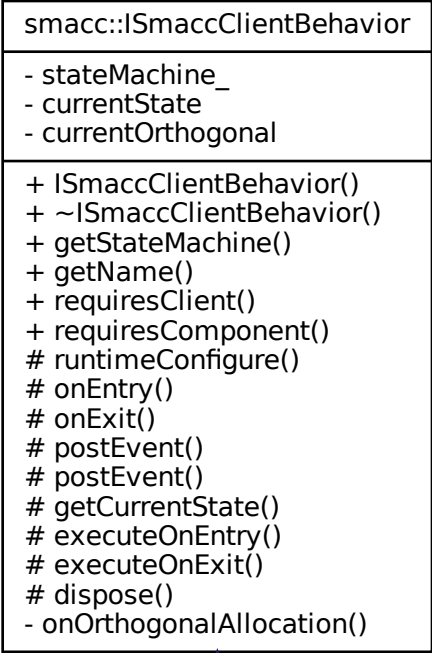 smacc::ISmaccClientBehavior
- stateMachine_
- currentState
- currentOrthogonal
+ ISmaccClientBehavior()
+ ~ISmaccClientBehavior()
+ getStateMachine()
+ getName()
+ requiresClient()
+ requiresComponent()
# runtimeConfigure()
# onEntry()
# onExit()
# postEvent()
# postEvent()
# getCurrentState()
# executeOnEntry()
# executeOnExit()
# dispose()
- onOrthogonalAllocation()